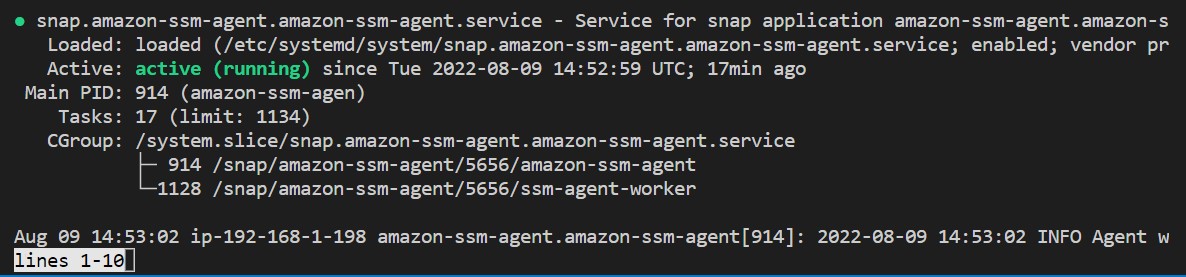 ● snap.amazon-ssm-agent.amazon-ssm-agent.service - Service for snap application amazon-ssm-agent.amazon-s
   Loaded: loaded (/etc/systemd/system/snap.amazon-ssm-agent.amazon-ssm-agent.service; enabled; vendor pr
   Active: active (running) since Tue 2022-08-09 14:52:59 UTC; 17min ago
 Main PID: 914 (amazon-ssm-agen)
    Tasks: 17 (limit: 1134)
   CGroup: /system.slice/snap.amazon-ssm-agent.amazon-ssm-agent.service
           ├─ 914 /snap/amazon-ssm-agent/5656/amazon-ssm-agent
           └─1128 /snap/amazon-ssm-agent/5656/ssm-agent-worker

Aug 09 14:53:02 ip-192-168-1-198 amazon-ssm-agent.amazon-ssm-agent[914]: 2022-08-09 14:53:02 INFO Agent w
lines 1-10